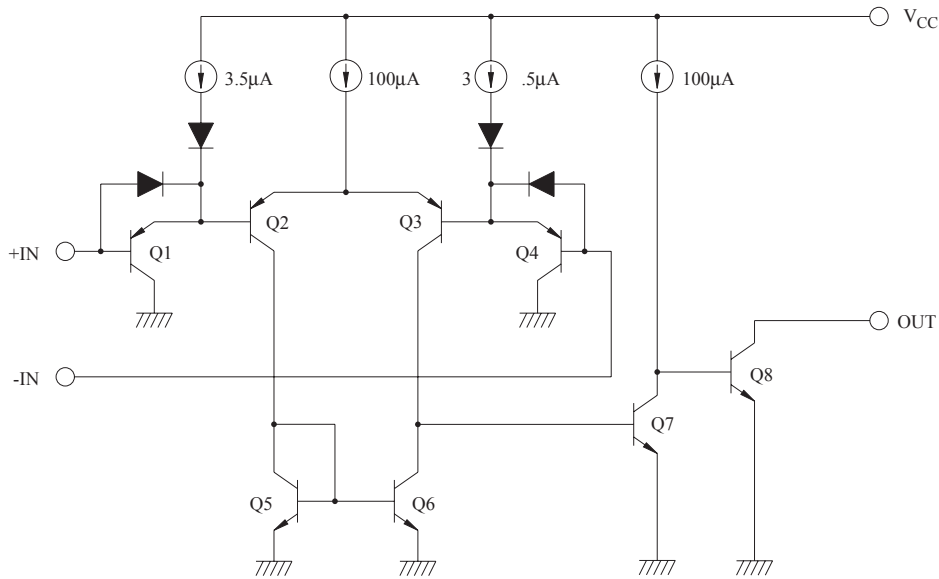 V_CC
3.5μA
100μA
3 .5μA
100μA
Q2
Q3
+IN
Q1
Q4
OUT
-IN
Q8
Q7
Q5
Q6